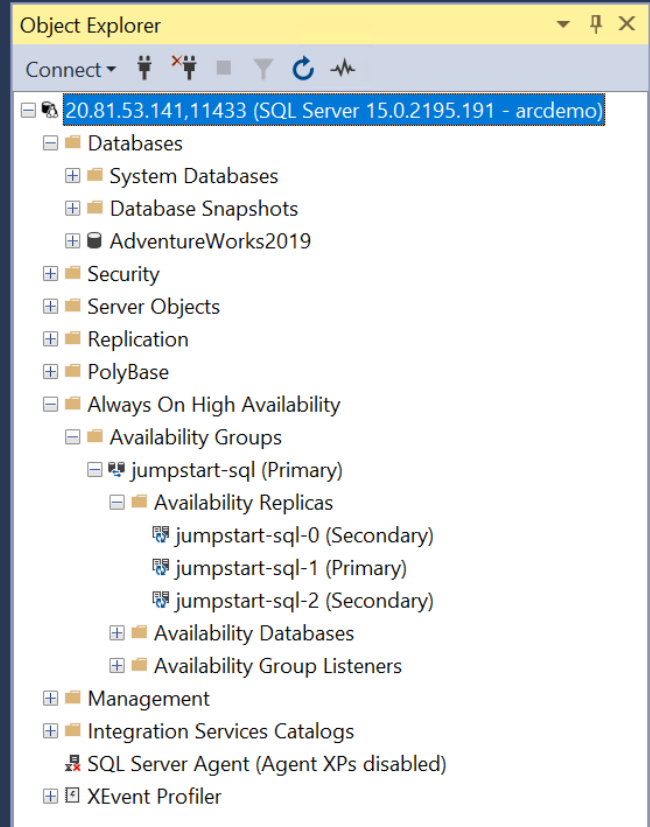 Object Explorer
Connect
20.81.53.141,11433 (SQL Server 15.0.2195.191 - arcdemo)
Databases
System Databases
Database Snapshots
AdventureWorks2019
Security
Server Objects
Replication
PolyBase
Always On High Availability
Availability Groups
jumpstart-sql (Primary)
Availability Replicas
jumpstart-sql-0 (Secondary)
jumpstart-sql-1 (Primary)
jumpstart-sql-2 (Secondary)
Availability Databases
Availability Group Listeners
Management
Integration Services Catalogs
SQL Server Agent (Agent XPs disabled)
XEvent Profiler